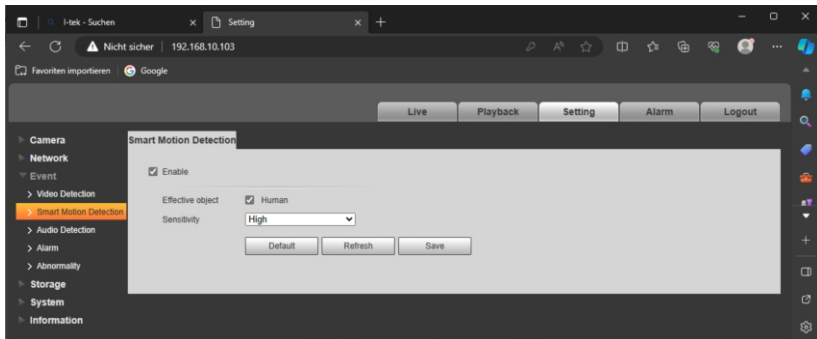 I-tek - Suchen
Setting
Nicht sicher
192.168.10.103
Favoriten importieren
Google
Live
Playback
Setting
Alarm
Logout
Camera
Network
Event
Video Detection
Smart Motion Detection
Audio Detection
Alarm
Abnormality
Storage
System
Information
Smart Motion Detection
Enable
Effective object
Human
Sensitivity
High
Default
Refresh
Save